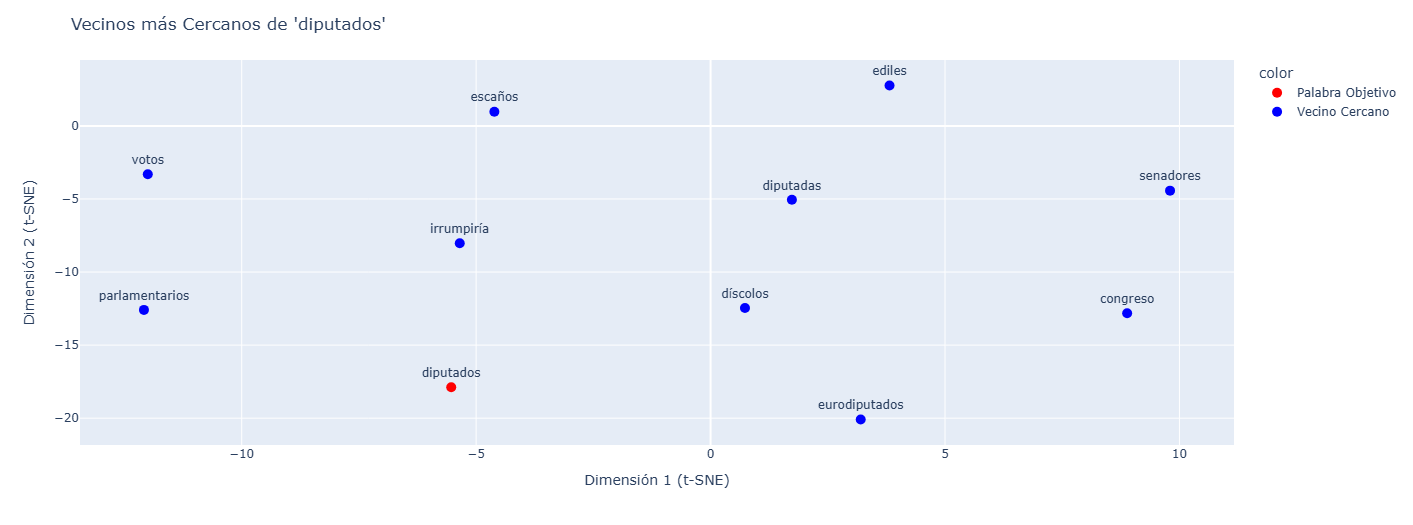 Vecinos más Cercanos de 'diputados'
color
Palabra Objetivo
Vecino Cercano
ediles
escaños
votos
senadores
diputadas
irrumpiría
díscolos
parlamentarios
congreso
diputados
eurodiputados
0
−5
−10
−15
−20
Dimensión 2 (t-SNE)
−10
−5
0
5
10
Dimensión 1 (t-SNE)